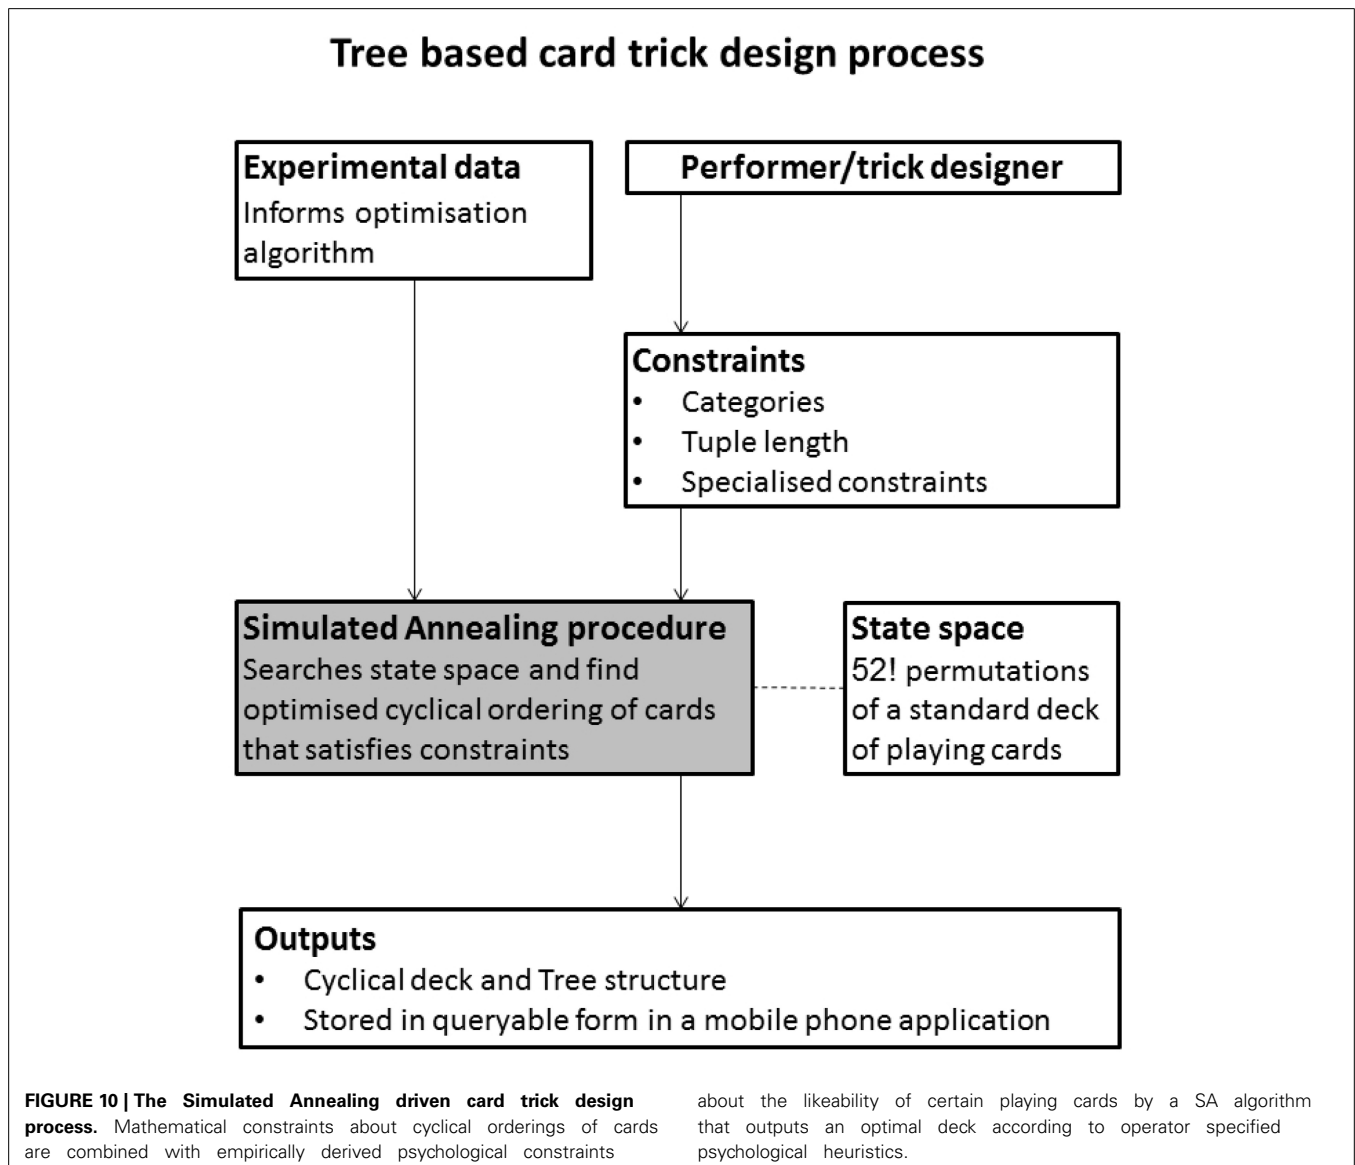 Tree based card trick design process
Experimental data
Informs optimisation
algorithm
Performer/trick designer
Constraints
• Categories
• Tuple length
• Specialised constraints
Simulated Annealing procedure
Searches state space and find
optimised cyclical ordering of cards
that satisfies constraints
State space
52! permutations
of a standard deck
of playing cards
Outputs
• Cyclical deck and Tree structure
• Stored in queryable form in a mobile phone application
FIGURE 10 | The Simulated Annealing driven card trick design
process. Mathematical constraints about cyclical orderings of cards
are combined with empirically derived psychological constraints
about the likeability of certain playing cards by a SA algorithm
that outputs an optimal deck according to operator specified
psychological heuristics.